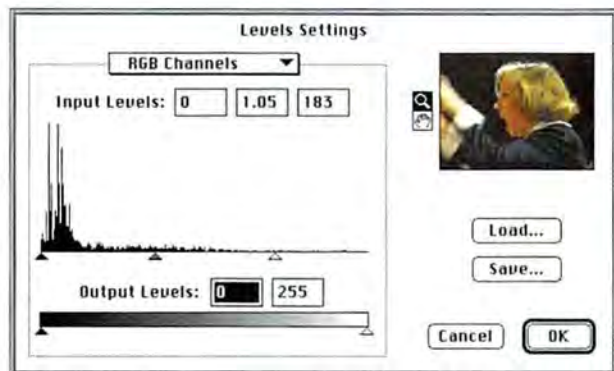 Levels Settings
RGB Channels
Input Levels: 0 1.05 183
Output Levels: 0 255
Load...
Save...
Cancel OK